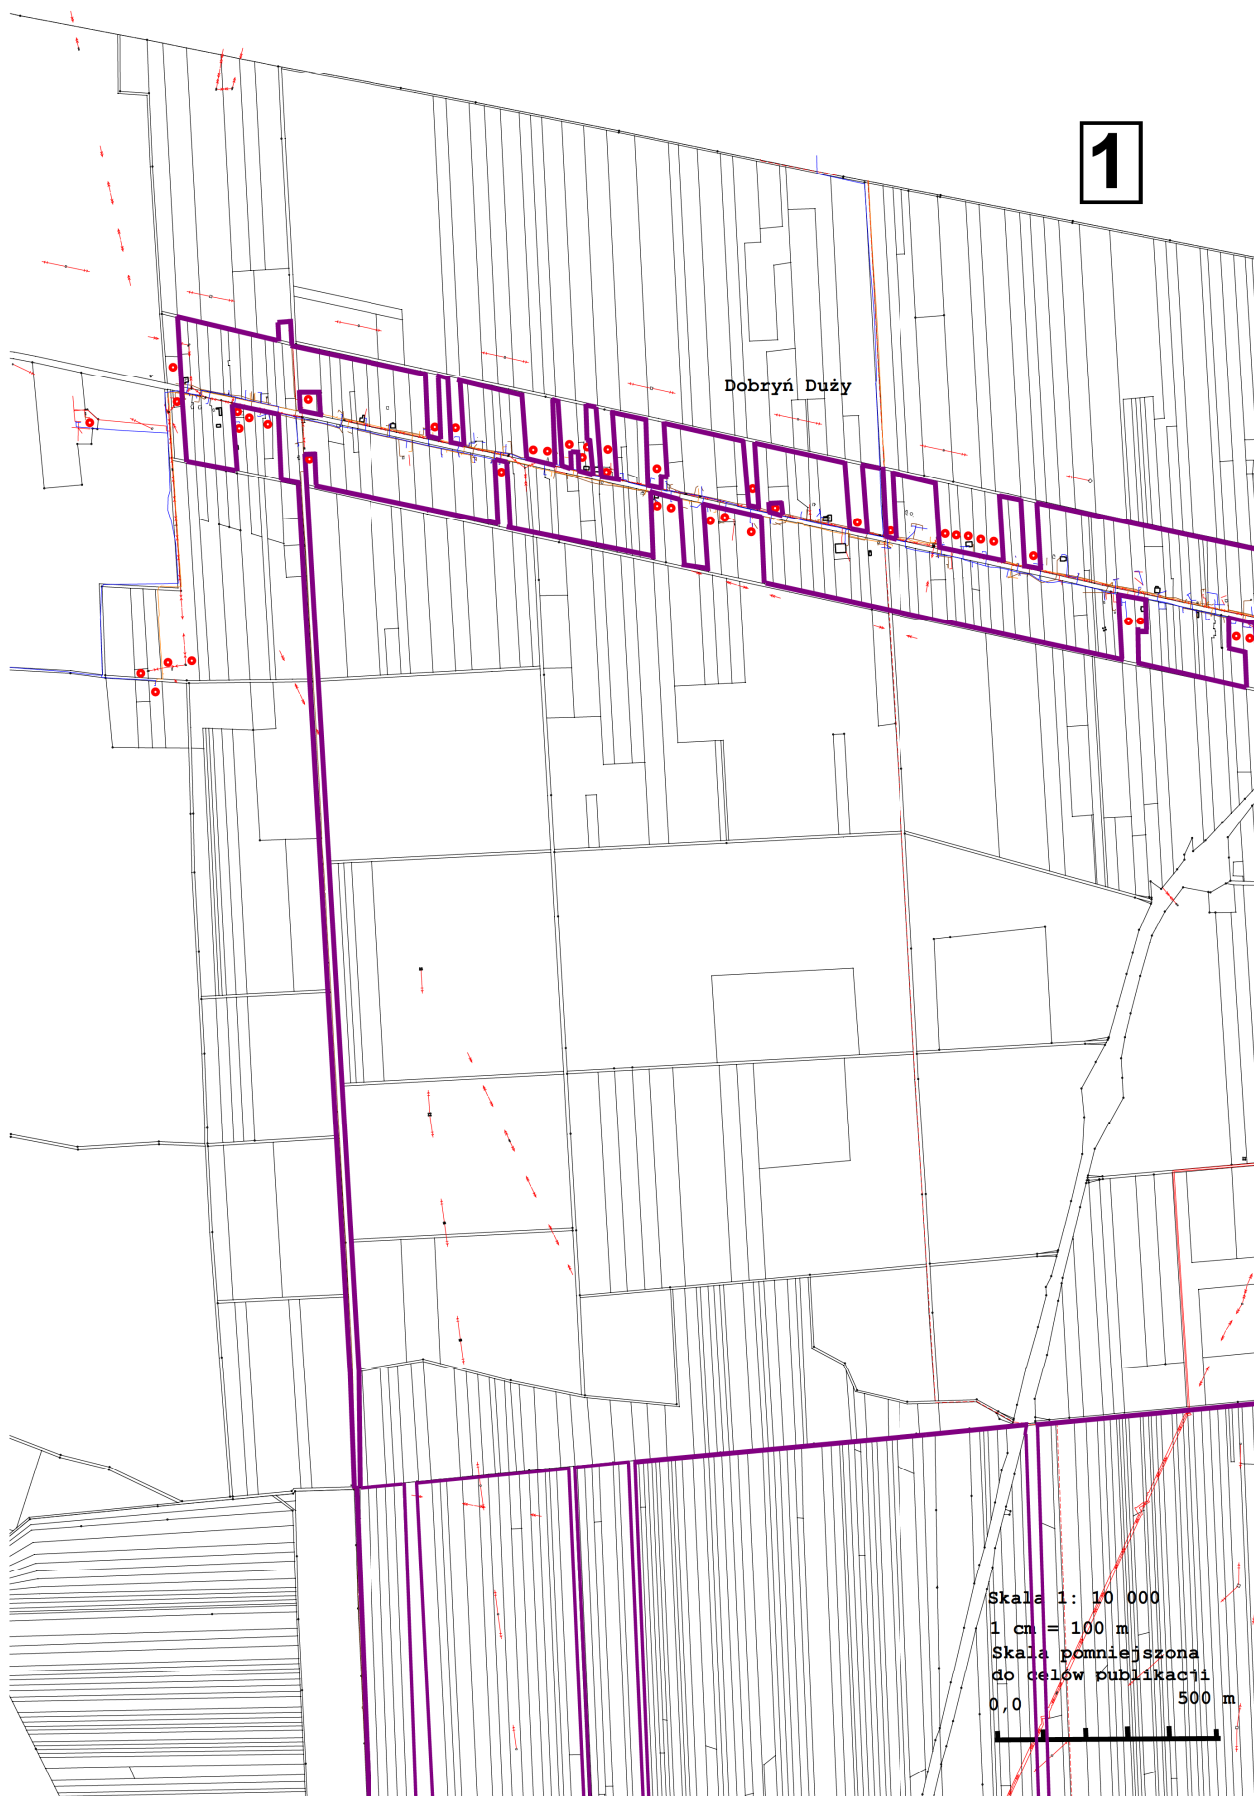 1
Dobryń Duży
Skala 1: 10 000
1 cm = 100 m
Skala pomniejszona
do celów publikacji
0,0 500 m